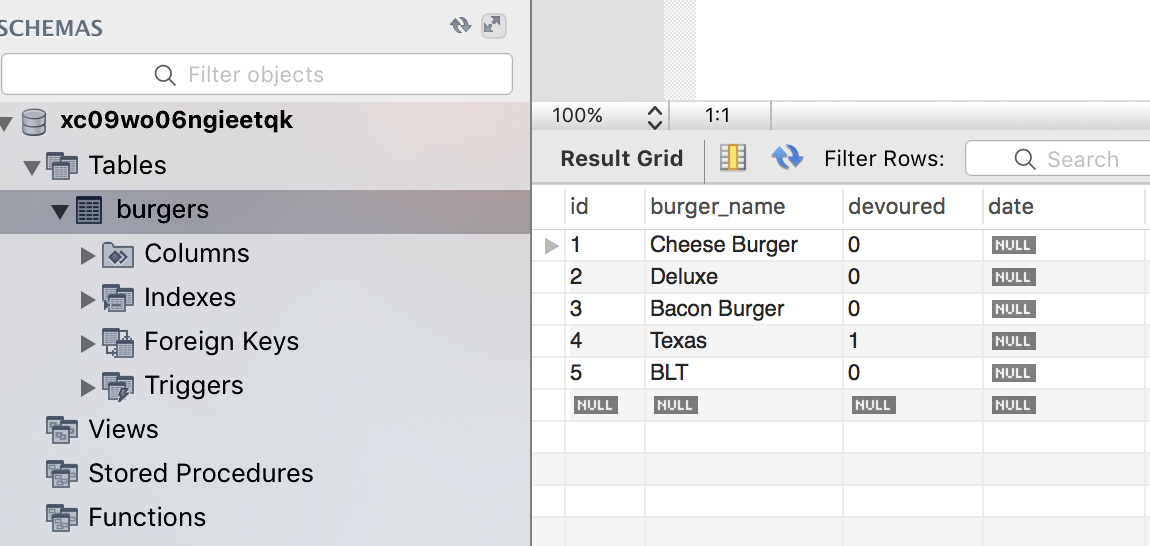 SCHEMAS
Filter objects
xc09wo06ngieetqk
Tables
burgers
Columns
Indexes
Foreign Keys
Triggers
Views
Stored Procedures
Functions
100% 1:1
Result Grid Filter Rows: Search
id burger_name devoured date
1 Cheese Burger 0 NULL
2 Deluxe 0 NULL
3 Bacon Burger 0 NULL
4 Texas 1 NULL
5 BLT 0 NULL
NULL NULL NULL NULL